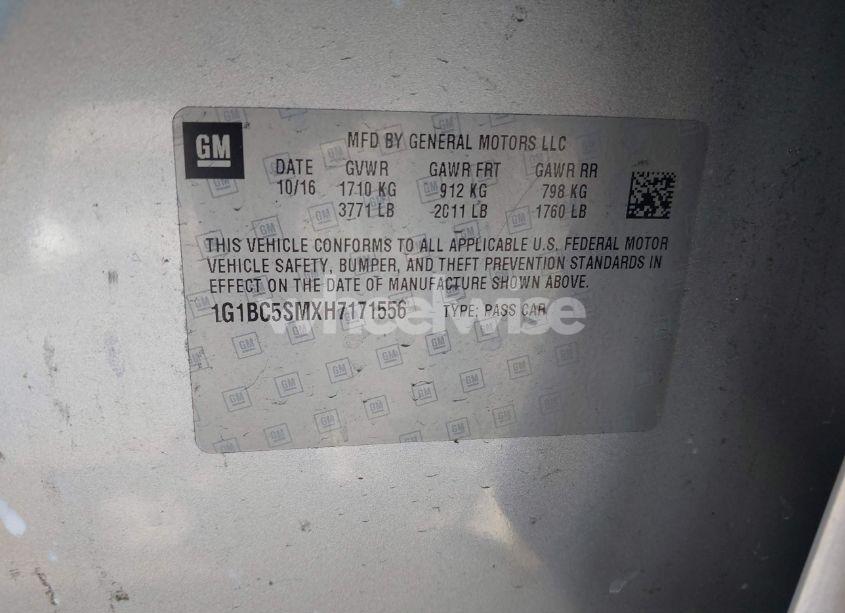 GM
MFD BY GENERAL MOTORS LLC
DATE GVWR GAWR FRT GAWR RR
10/16 1710 KG 912 KG 798 KG
3771 LB 2011 LB 1760 LB
THIS VEHICLE CONFORMS TO ALL APPLICABLE U.S. FEDERAL MOTOR
VEHICLE SAFETY, BUMPER, AND THEFT PREVENTION STANDARDS IN
EFFECT ON THE DATE OF MANUFACTURE SHOWN ABOVE.
1G1BC5SMXH7171556 TYPE: PASS CAR
wheelwise